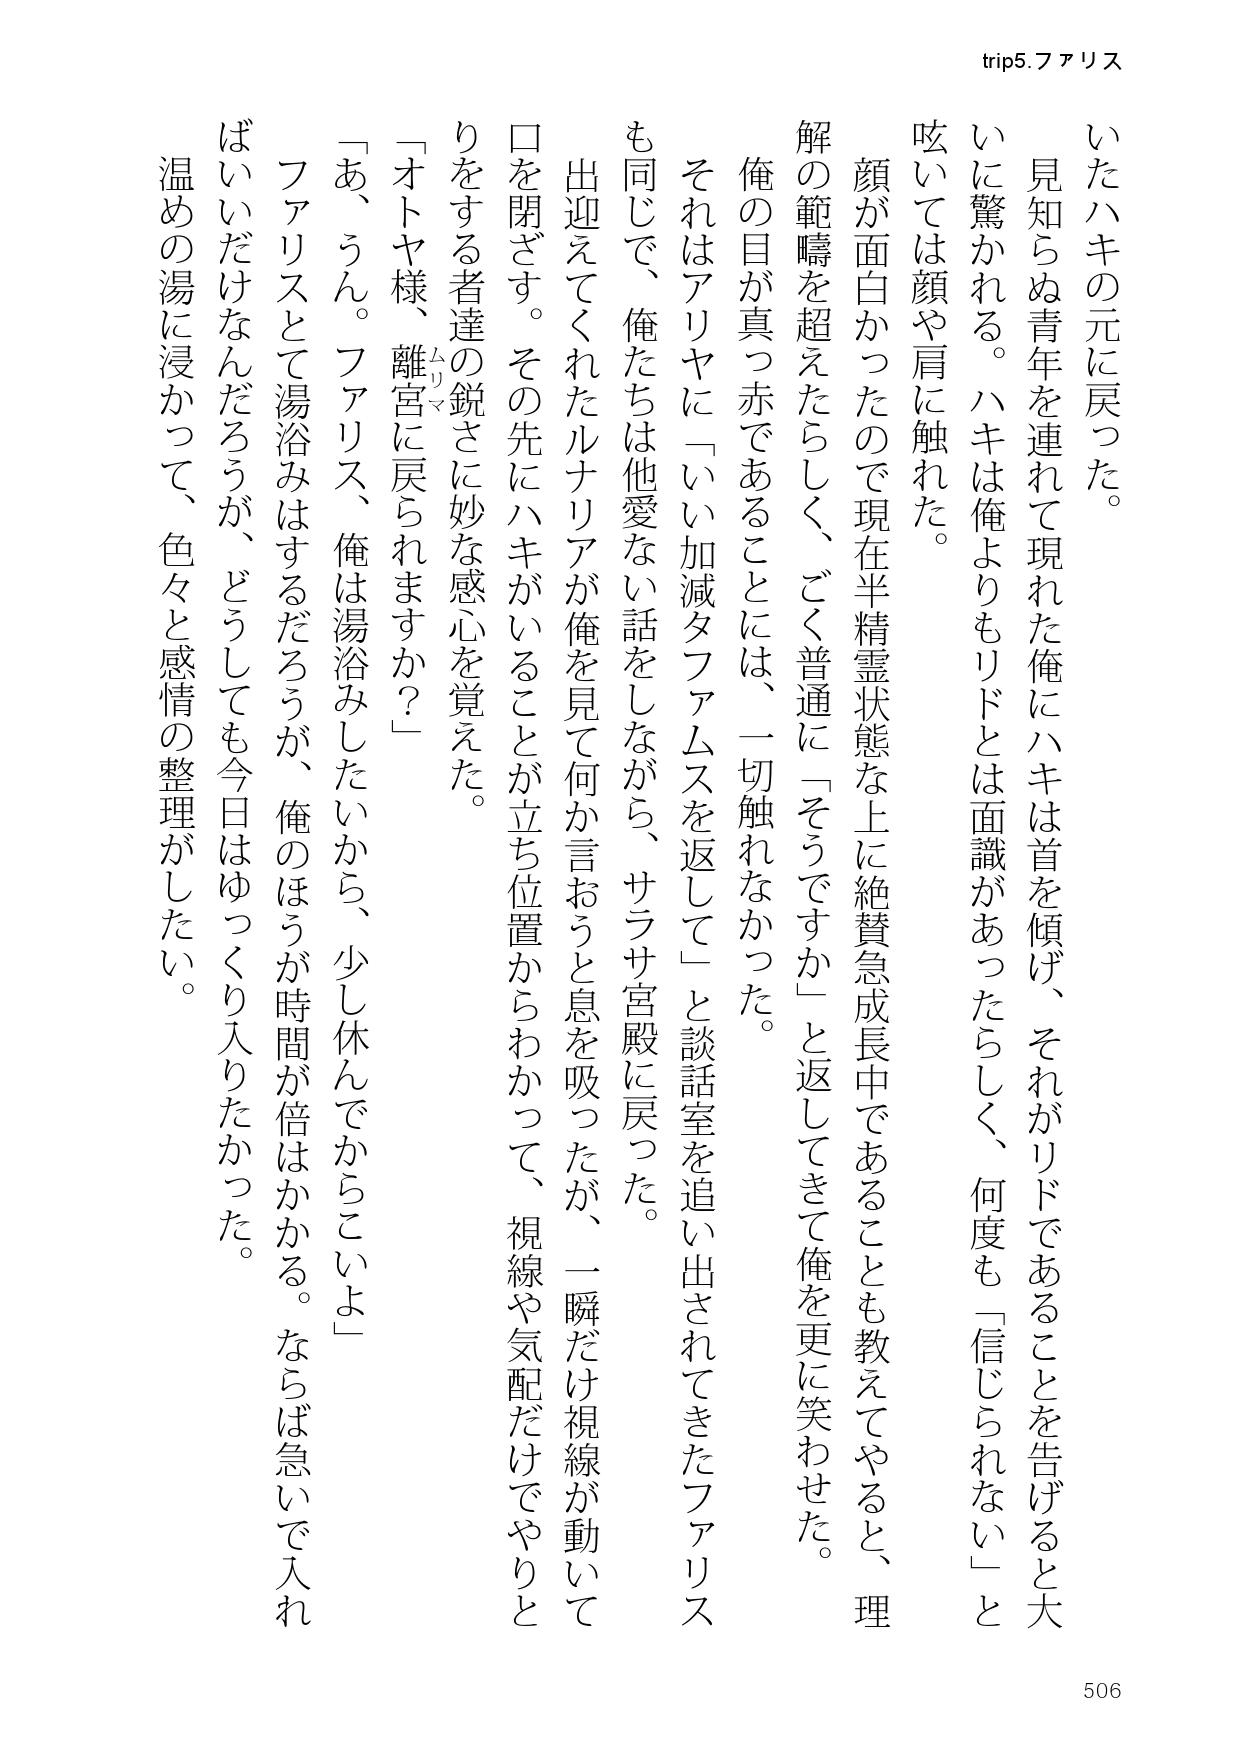 trip5.ファリス
いたハキの元に戻った。
　見知らぬ青年を連れて現れた俺にハキは首を傾げ、それがリドであることを告げると大
いに驚かれる。ハキは俺よりもリドとは面識があったらしく、何度も「信じられない」と
呟いては顔や肩に触れた。
　顔が面白かったので現在半精霊状態な上に絶賛急成長中であることも教えてやると、理
解の範疇を超えたらしく、ごく普通に「そうですか」と返してきて俺を更に笑わせた。
　俺の目が真っ赤であることには、一切触れなかった。
　それはアリヤに「いい加減タファムスを返して」と談話室を追い出されてきたファリス
も同じで、俺たちは他愛ない話をしながら、サラサ宮殿に戻った。
　出迎えてくれたルナリアが俺を見て何か言おうと息を吸ったが、一瞬だけ視線が動いて
口を閉ざす。その先にハキがいることが立ち位置からわかって、視線や気配だけでやりと
りをする者達の鋭さに妙な感心を覚えた。
「オトヤ様、離宮ムリマに戻られますか？」
「あ、うん。ファリス、俺は湯浴みしたいから、少し休んでからこいよ」
　ファリスとて湯浴みはするだろうが、俺のほうが時間が倍はかかる。ならば急いで入れ
ばいいだけなんだろうが、どうしても今日はゆっくり入りたかった。
　温めの湯に浸かって、色々と感情の整理がしたい。
506